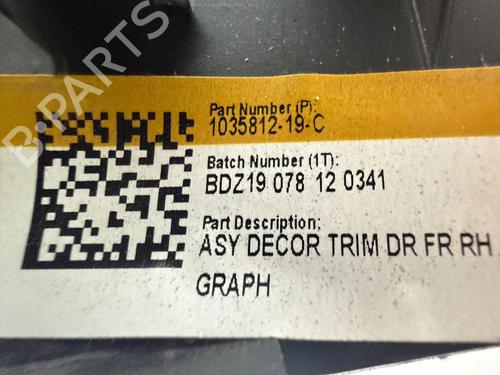 Part Number (P):
1035812-19-C
Batch Number (1T):
BDZ19 078 12 0341
Part Description:
ASY DECOR TRIM DR FR RH
GRAPH
B-PARTS